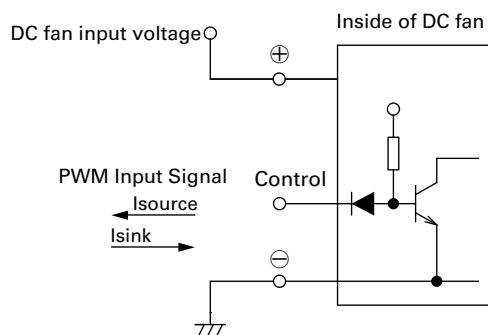 Inside of DC fan
DC fan input voltage
⊕
PWM Input Signal
Control
Isource
Isink
⊖